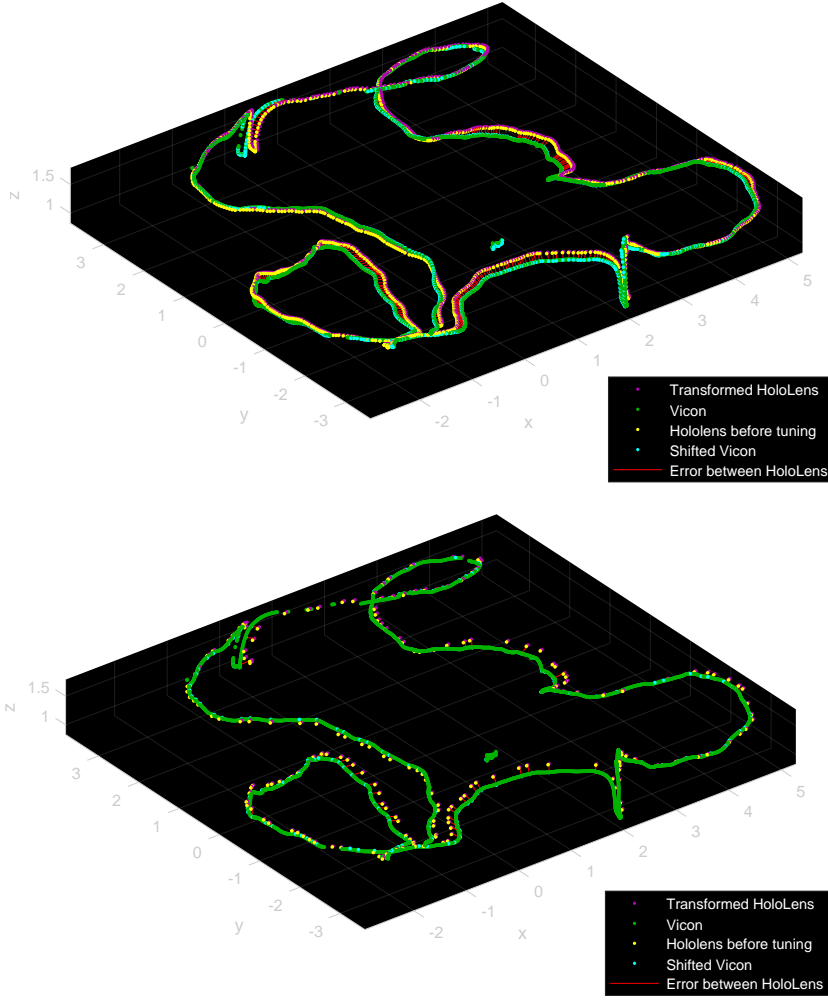 1.5
1
z
3
2
1
0
-1
-2
-3
y
-2
-1
0
1
2
3
4
5
x
Transformed HoloLens
Vicon
Hololens before tuning
Shifted Vicon
Error between HoloLens
1.5
1
z
3
2
1
0
-1
-2
-3
y
-2
-1
0
1
2
3
4
5
x
Transformed HoloLens
Vicon
Hololens before tuning
Shifted Vicon
Error between HoloLens